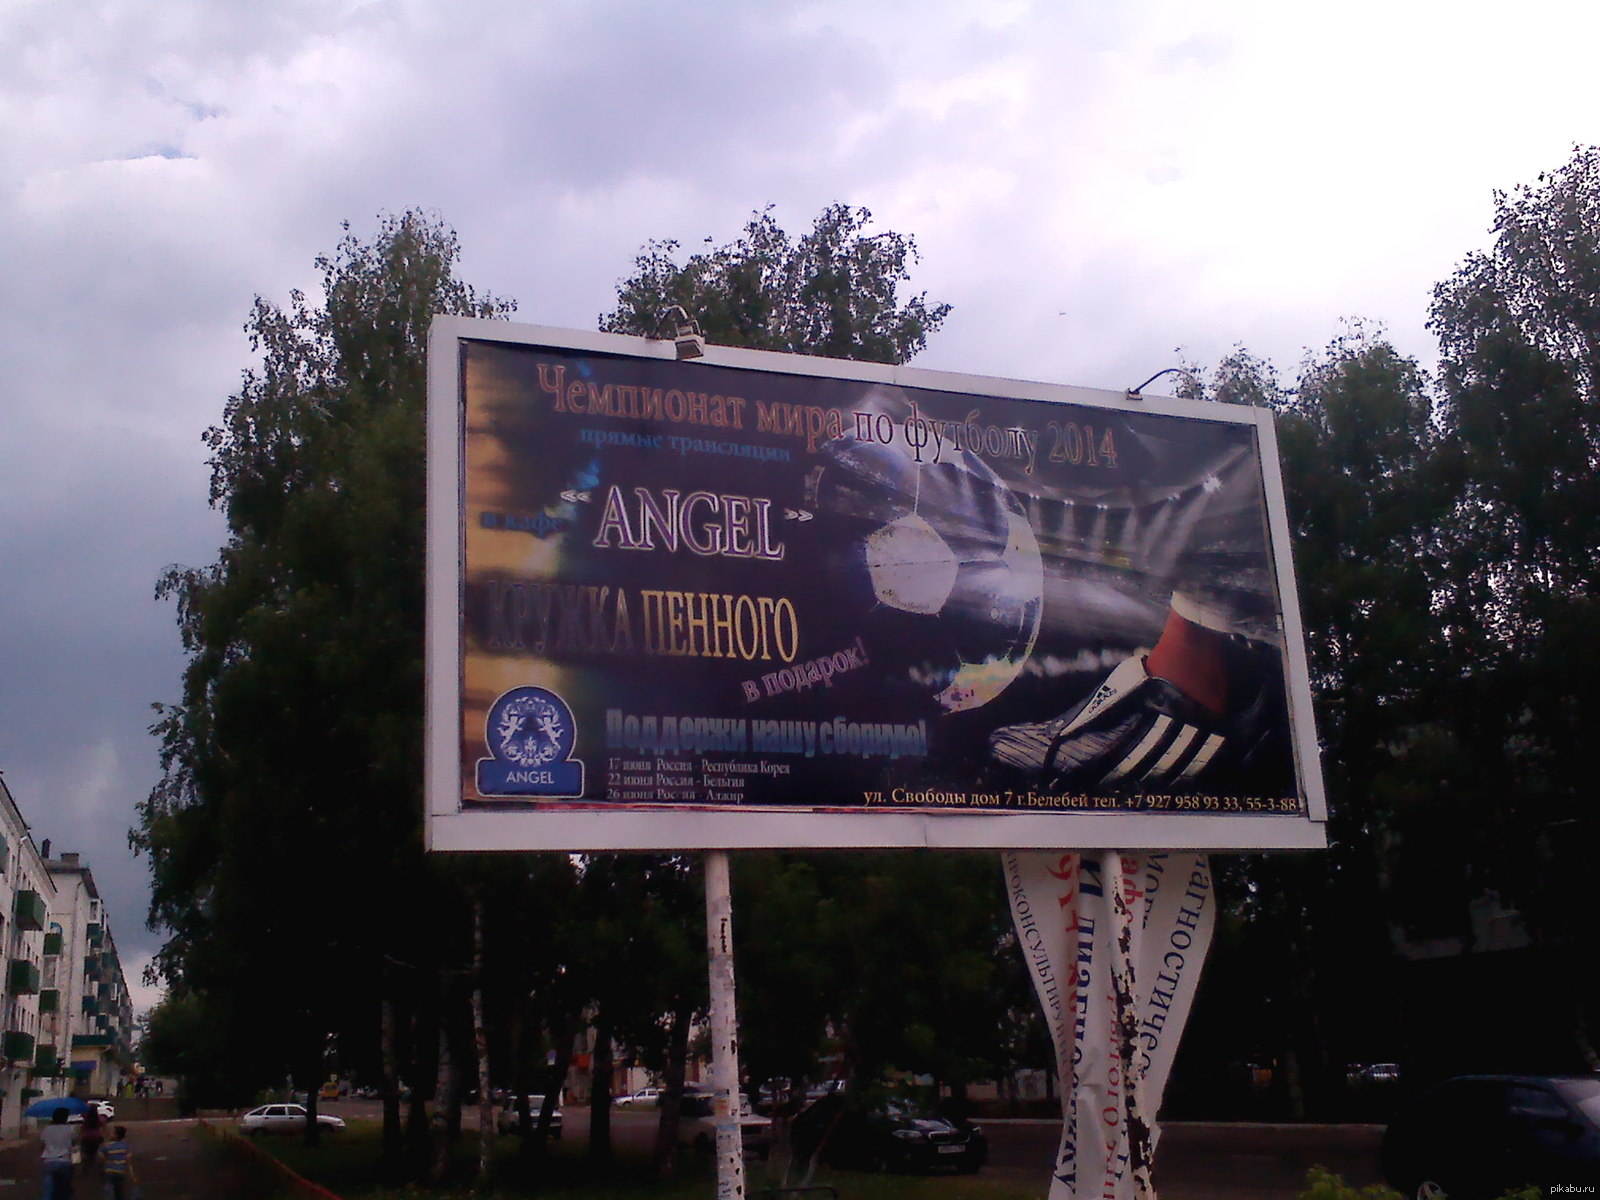 Чемпионат мира по футболу 2014
прямые трансляции
в кафе « ANGEL »
КРУЖКА ПЕННОГО
в подарок!
Поддержи нашу сборную!
17 июня Россия - Республика Корея
22 июня Россия - Бельгия
26 июня Россия - Алжир
ANGEL
adidas
ул. Свободы дом 7 г.Белебей тел. +7 927 958 93 33, 55-3-88
pikabu.ru